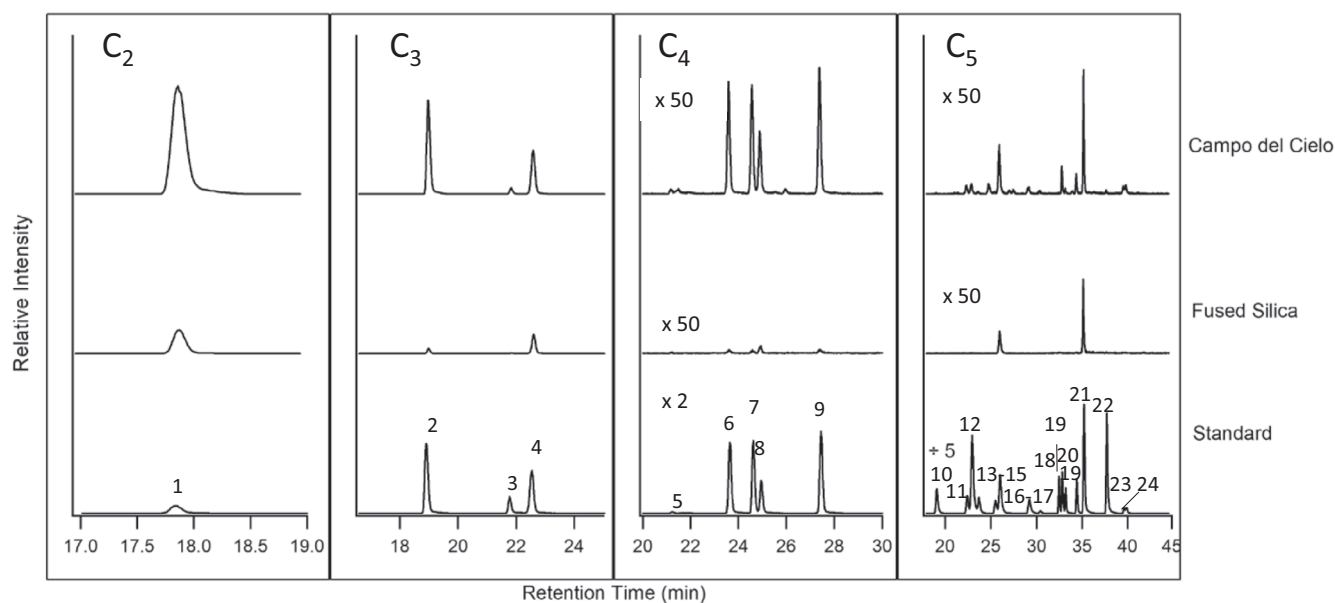 C2
C3
C4
C5
x 50
x 50
Campo del Cielo
x 50
x 50
Fused Silica
x 2
Standard
1
2
3
4
5
6
7
8
9
÷ 5
10
11
12
13 -15
16-
17
18
19
20
19
21
22
23
24
17.0 17.5 18.0 18.5 19.0
18 20 22 24
20 22 24 26 28 30
20 25 30 35 40 45
Relative Intensity
Retention Time (min)